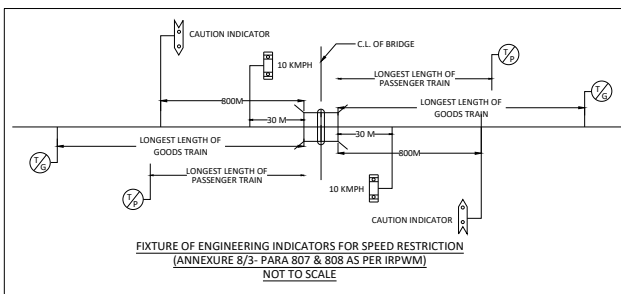 CAUTION INDICATOR
C.L. OF BRIDGE
T/P
10 KMPH
LONGEST LENGTH OF
PASSENGER TRAIN
T/G
800M
LONGEST LENGTH OF
GOODS TRAIN
30 M
30 M
LONGEST LENGTH OF
GOODS TRAIN
800M
T/G
LONGEST LENGTH OF
PASSENGER TRAIN
T/P
10 KMPH
CAUTION INDICATOR
FIXTURE OF ENGINEERING INDICATORS FOR SPEED RESTRICTION
(ANNEXURE 8/3- PARA 807 & 808 AS PER IRPWM)
NOT TO SCALE